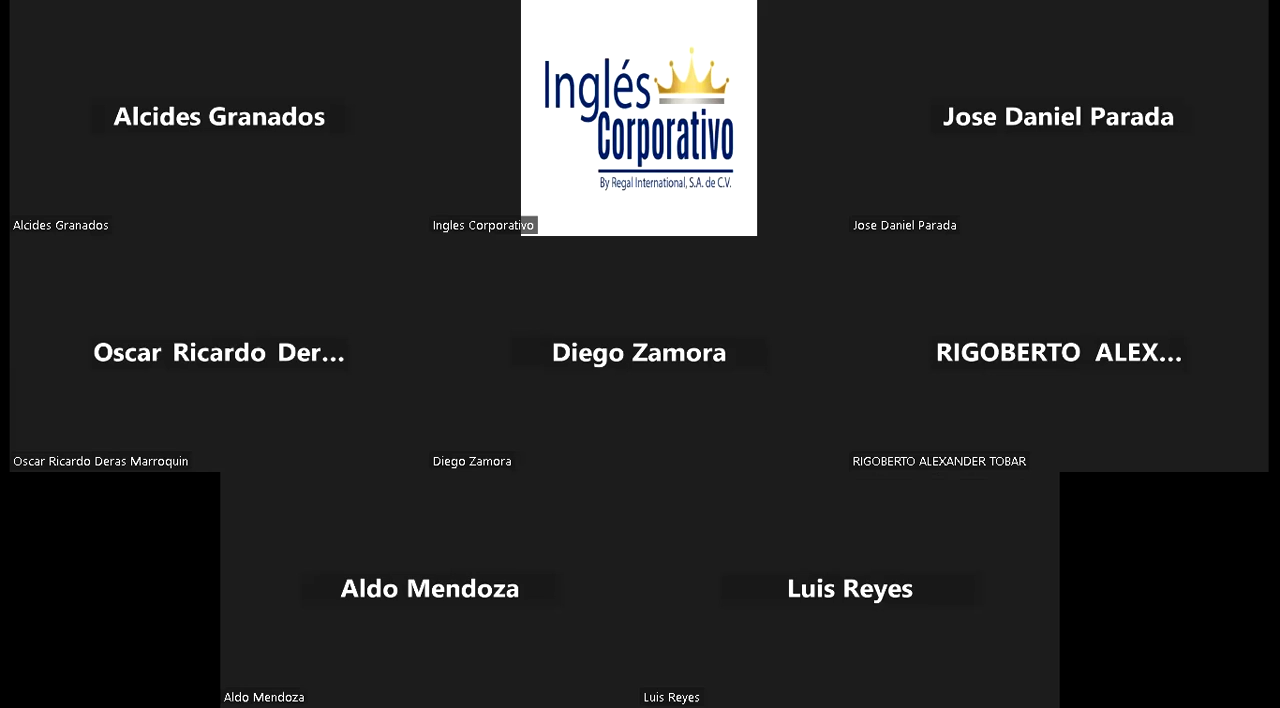 Alcides Granados
Inglés
Corporativo
By Regal International, S.A. de C.V.
Jose Daniel Parada
Alcides Granados
Ingles Corporativo
Jose Daniel Parada
Oscar Ricardo Der...
Diego Zamora
RIGOBERTO ALEX...
Oscar Ricardo Deras Marroquin
Diego Zamora
RIGOBERTO ALEXANDER TOBAR
Aldo Mendoza
Luis Reyes
Aldo Mendoza
Luis Reyes